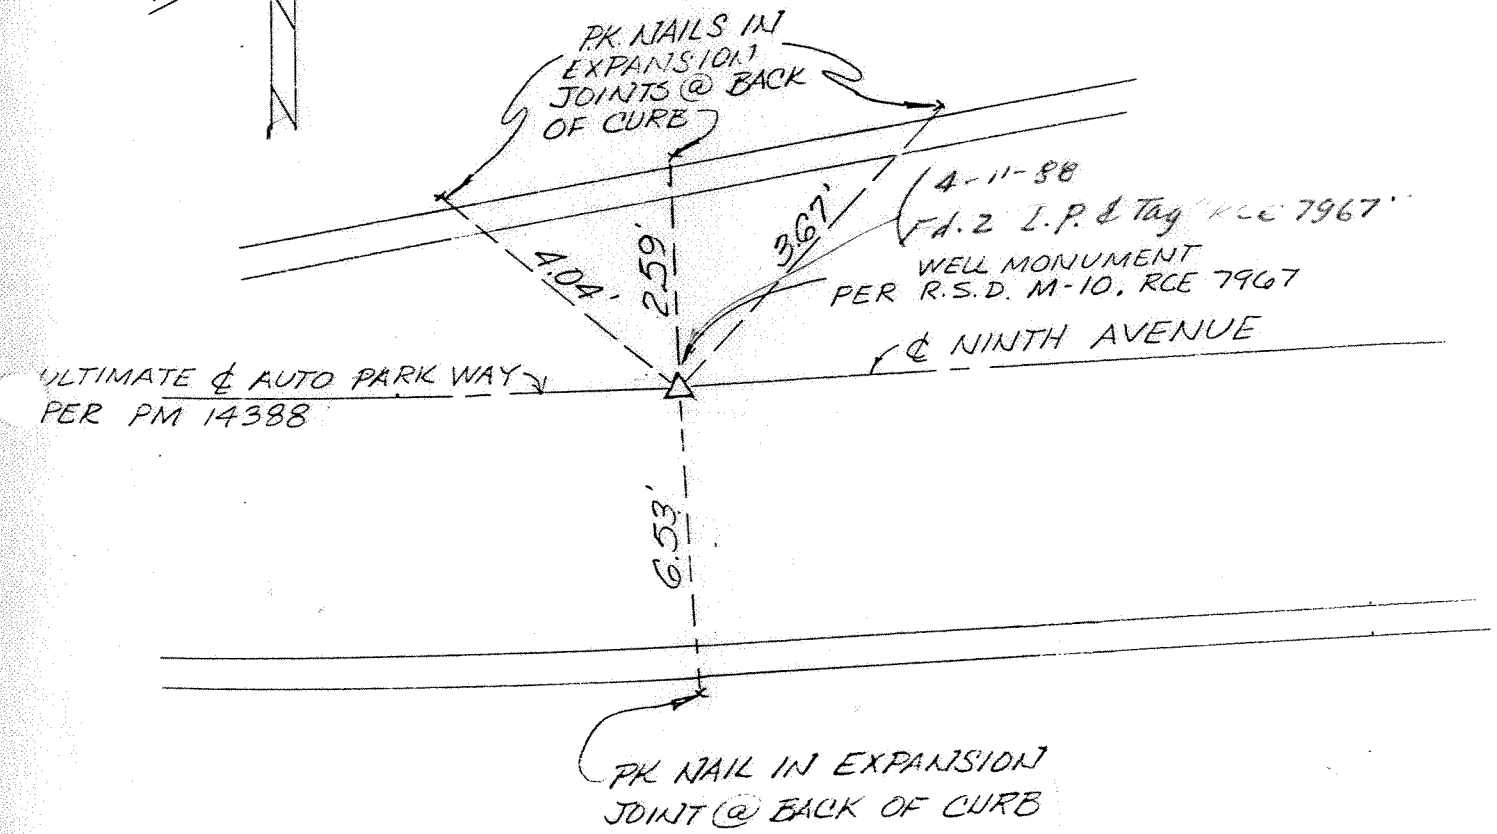 P.K. NAILS IN
EXPANSION
JOINTS @ BACK
OF CURB
4-11-88
Fd. 2" I.P. & Tag RCE 7967
WELL MONUMENT
PER R.S.D. M-10, RCE 7967
4.04'
2.59'
3.67'
℄ NINTH AVENUE
ULTIMATE ℄ AUTO PARK WAY
PER PM 14388
6.53'
PK NAIL IN EXPANSION
JOINT @ BACK OF CURB